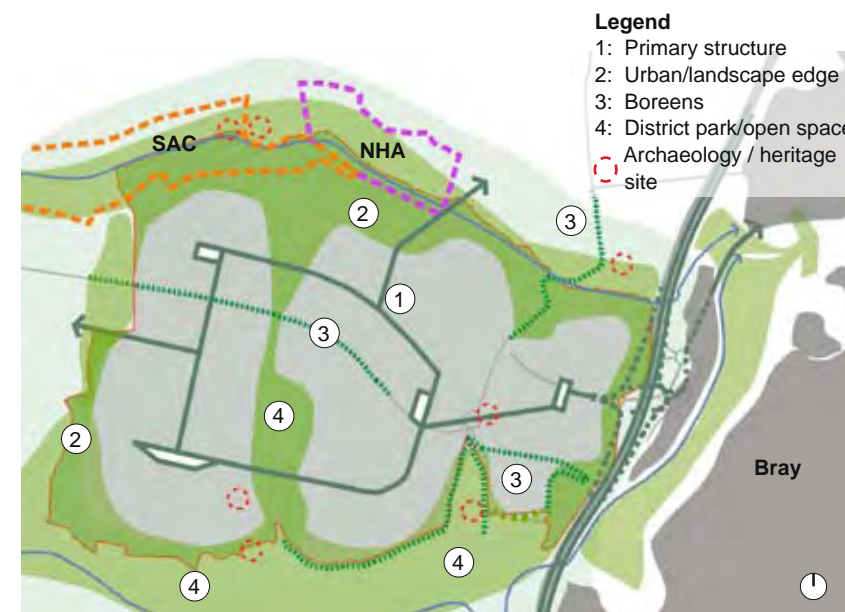 Legend
1: Primary structure
2: Urban/landscape edge
3: Boreens
4: District park/open space
Archaeology / heritage
site
SAC
NHA
2
3
1
3
4
2
3
Bray
4
4